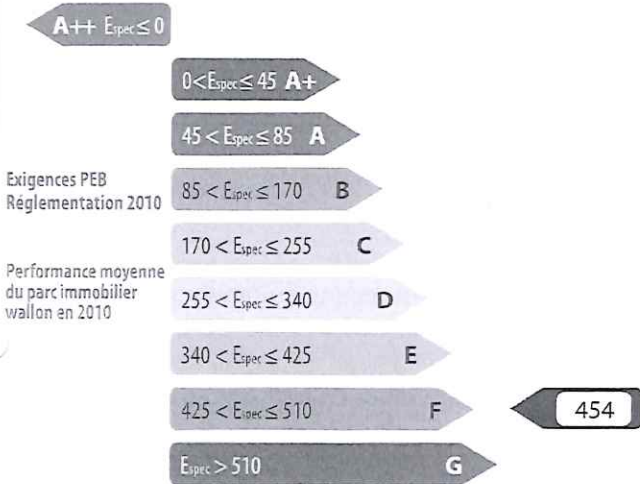 A++ Espec ≤ 0
0 < Espec ≤ 45 A+
45 < Espec ≤ 85 A
Exigences PEB
Réglementation 2010
85 < Espec ≤ 170 B
170 < Espec ≤ 255 C
Performance moyenne
du parc immobilier
wallon en 2010
255 < Espec ≤ 340 D
340 < Espec ≤ 425 E
425 < Espec ≤ 510 F
454
Espec > 510 G